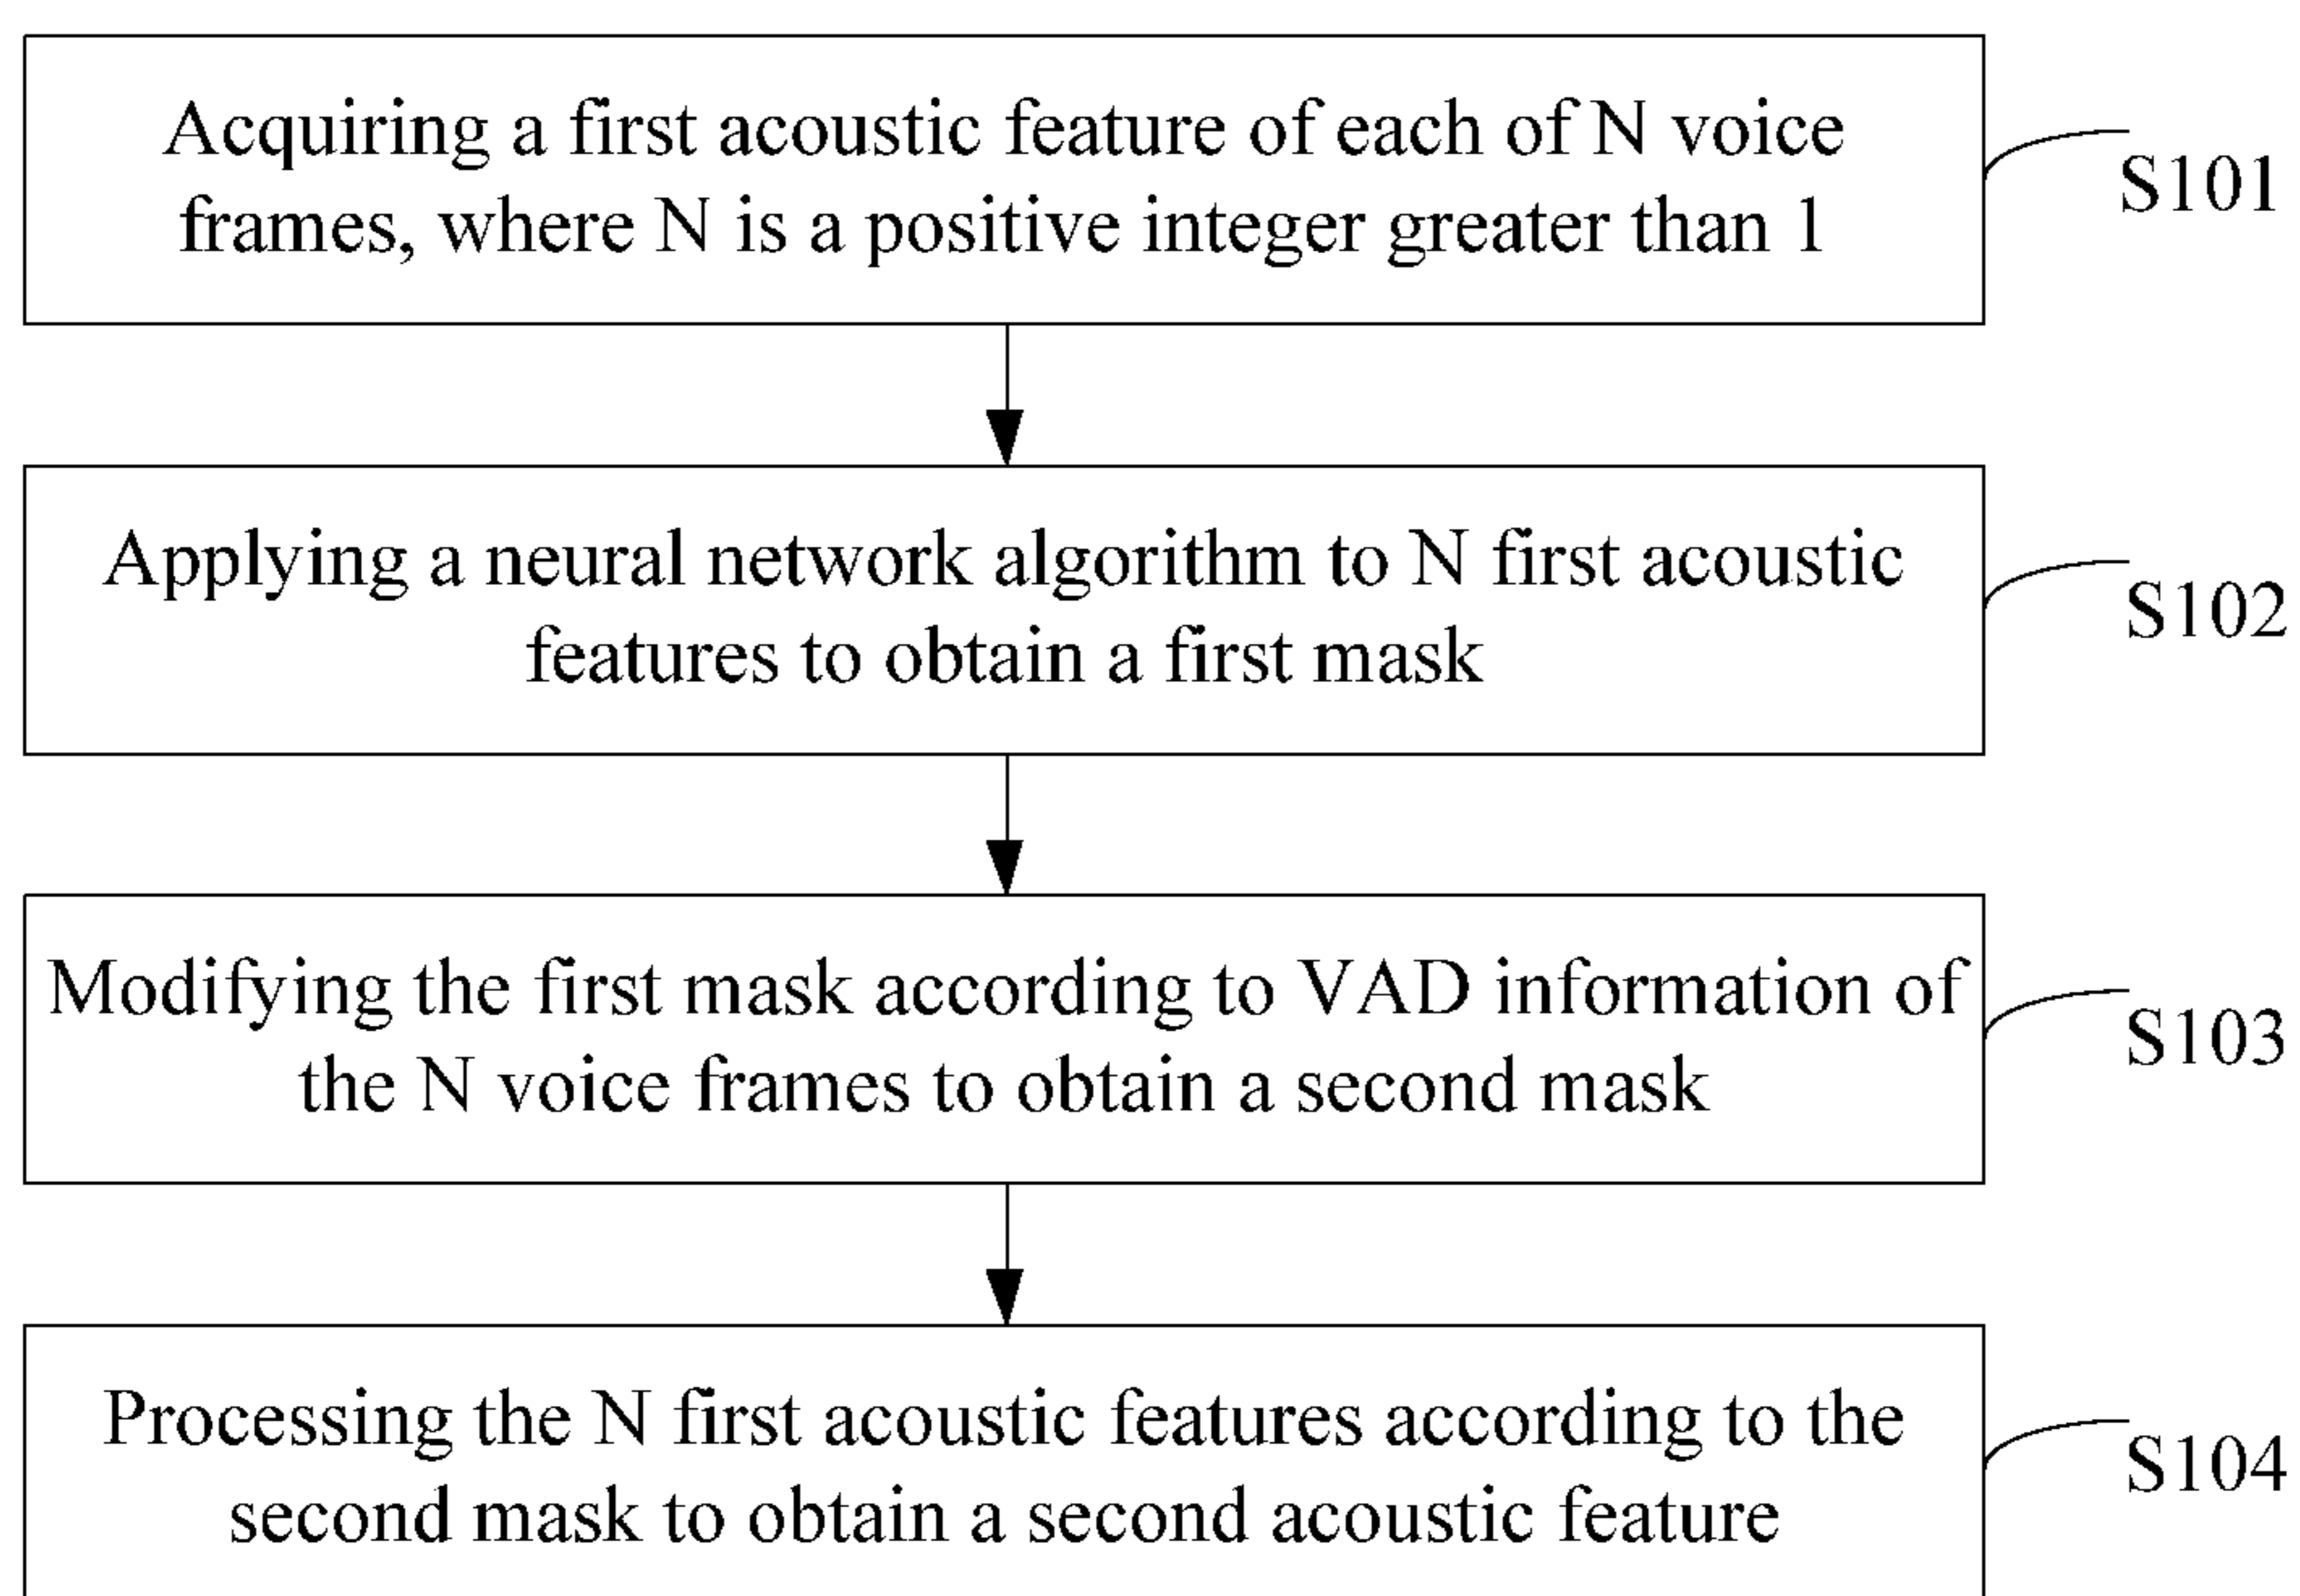 Acquiring a first acoustic feature of each of N voice
frames, where N is a positive integer greater than 1
S101
Applying a neural network algorithm to N first acoustic
features to obtain a first mask
S102
Modifying the first mask according to VAD information of
the N voice frames to obtain a second mask
S103
Processing the N first acoustic features according to the
second mask to obtain a second acoustic feature
S104